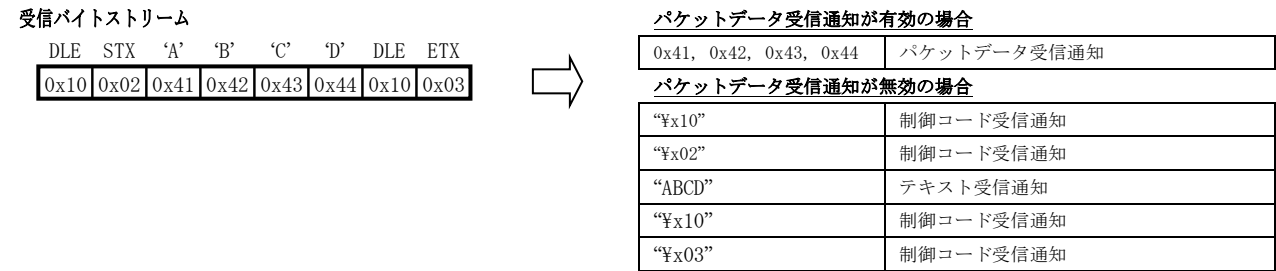 受信バイトストリーム
DLE STX ‘A’ ‘B’ ‘C’ ‘D’ DLE ETX
0x10 0x02 0x41 0x42 0x43 0x44 0x10 0x03
パケットデータ受信通知が有効の場合
0x41, 0x42, 0x43, 0x44 パケットデータ受信通知
パケットデータ受信通知が無効の場合
“¥x10” 制御コード受信通知
“¥x02” 制御コード受信通知
“ABCD” テキスト受信通知
“¥x10” 制御コード受信通知
“¥x03” 制御コード受信通知